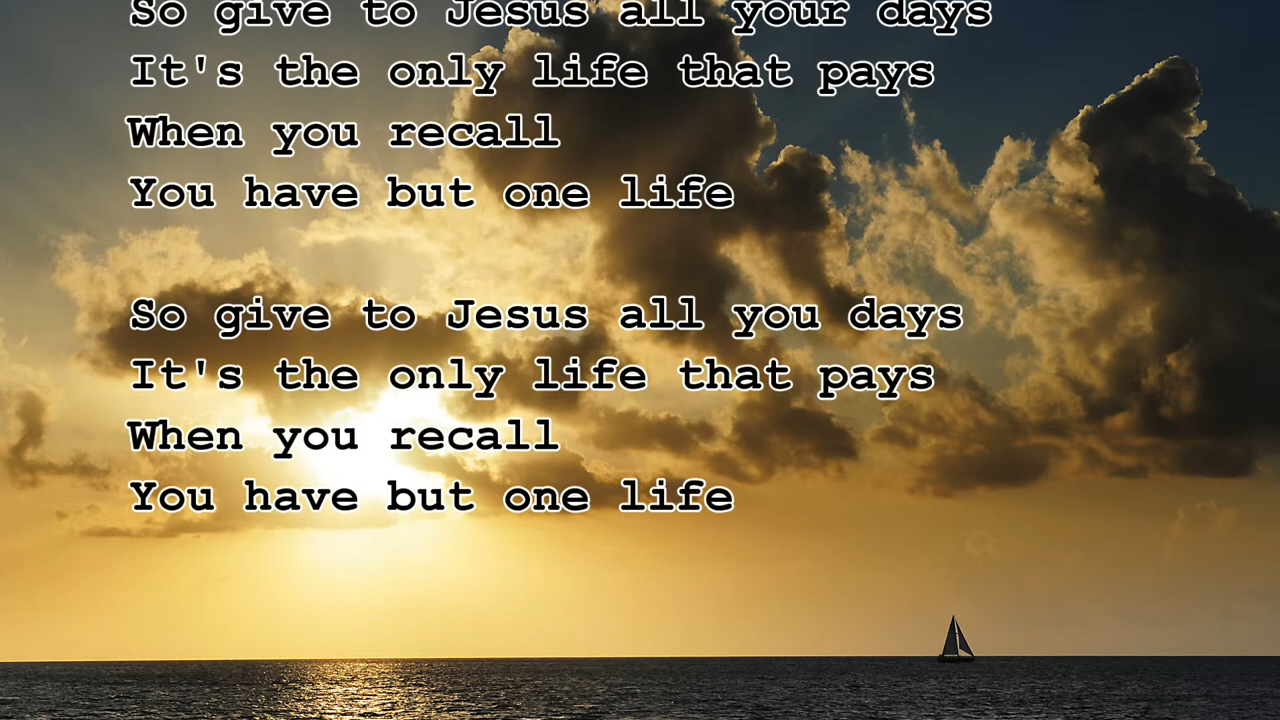 So give to Jesus all your days
It's the only life that pays
When you recall
You have but one life
So give to Jesus all you days
It's the only life that pays
When you recall
You have but one life